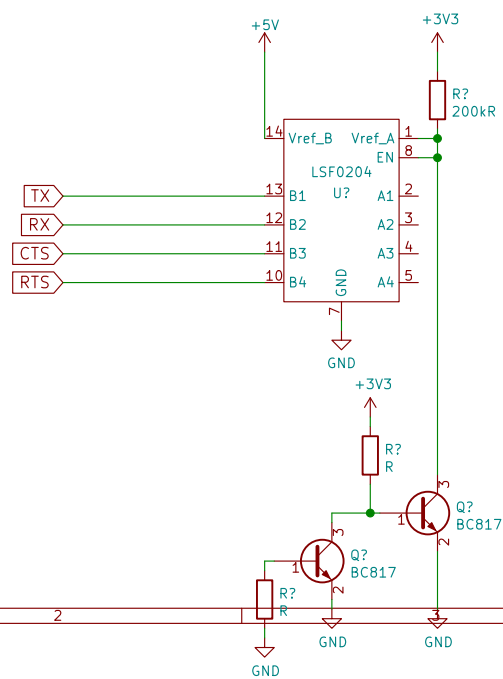 +5V
+3V3
R?
200kR
14 Vref_B Vref_A 1
EN 8
LSF0204
U?
TX 13 B1 A1 2
RX 12 B2 A2 3
CTS 11 B3 A3 4
RTS 10 B4 A4 5
GND
7
GND
+3V3
R?
R
3
Q?
BC817
1
2
3
Q?
BC817
1
2
R?
R
2
3
GND
GND
GND